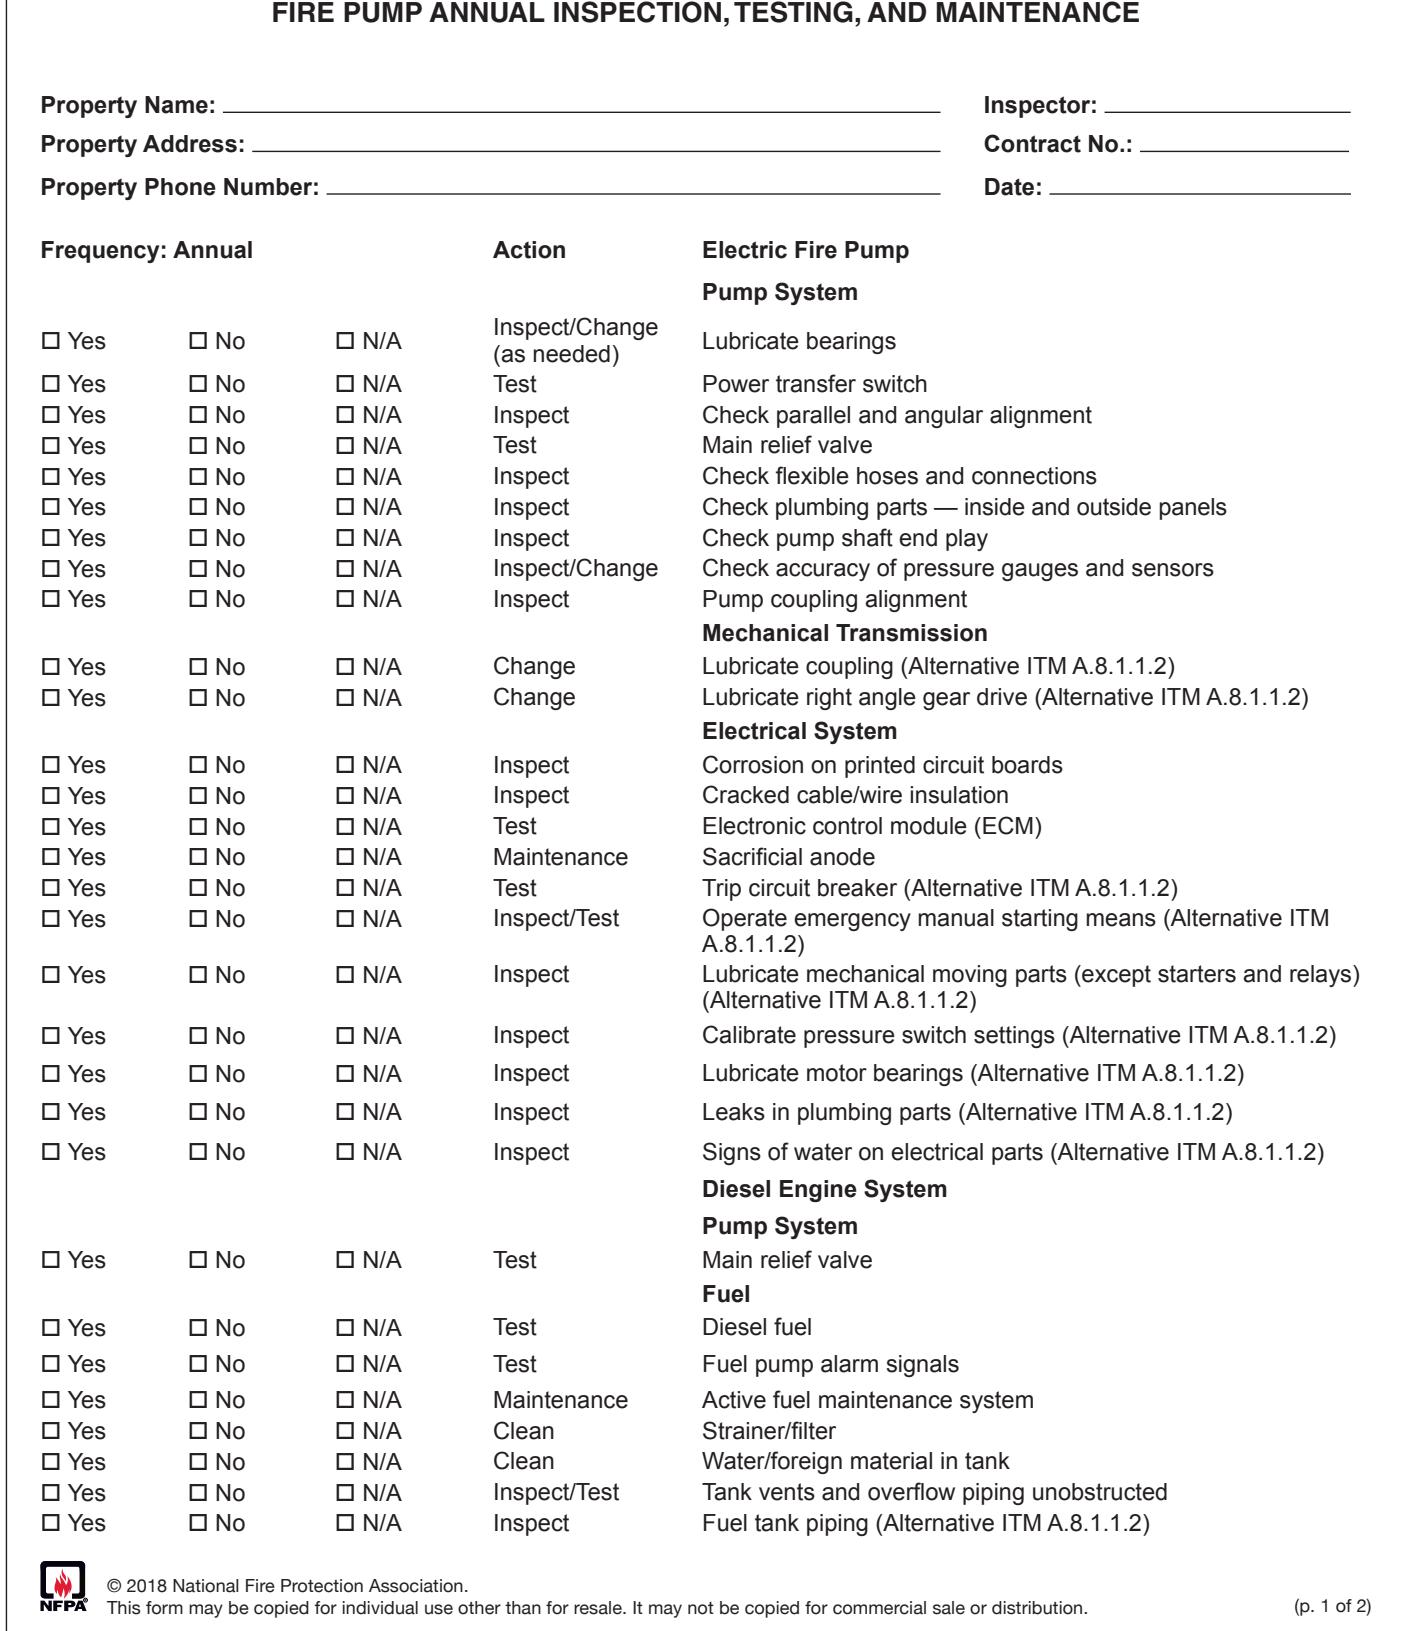 FIRE PUMP ANNUAL INSPECTION, TESTING, AND MAINTENANCE
Property Name: Inspector:
Property Address: Contract No.:
Property Phone Number: Date:
Frequency: Annual Action Electric Fire Pump
Pump System
☐ Yes ☐ No ☐ N/A Inspect/Change (as needed) Lubricate bearings
☐ Yes ☐ No ☐ N/A Test Power transfer switch
☐ Yes ☐ No ☐ N/A Inspect Check parallel and angular alignment
☐ Yes ☐ No ☐ N/A Test Main relief valve
☐ Yes ☐ No ☐ N/A Inspect Check flexible hoses and connections
☐ Yes ☐ No ☐ N/A Inspect Check plumbing parts — inside and outside panels
☐ Yes ☐ No ☐ N/A Inspect Check pump shaft end play
☐ Yes ☐ No ☐ N/A Inspect/Change Check accuracy of pressure gauges and sensors
☐ Yes ☐ No ☐ N/A Inspect Pump coupling alignment
Mechanical Transmission
☐ Yes ☐ No ☐ N/A Change Lubricate coupling (Alternative ITM A.8.1.1.2)
☐ Yes ☐ No ☐ N/A Change Lubricate right angle gear drive (Alternative ITM A.8.1.1.2)
Electrical System
☐ Yes ☐ No ☐ N/A Inspect Corrosion on printed circuit boards
☐ Yes ☐ No ☐ N/A Inspect Cracked cable/wire insulation
☐ Yes ☐ No ☐ N/A Test Electronic control module (ECM)
☐ Yes ☐ No ☐ N/A Maintenance Sacrificial anode
☐ Yes ☐ No ☐ N/A Test Trip circuit breaker (Alternative ITM A.8.1.1.2)
☐ Yes ☐ No ☐ N/A Inspect/Test Operate emergency manual starting means (Alternative ITM
A.8.1.1.2)
☐ Yes ☐ No ☐ N/A Inspect Lubricate mechanical moving parts (except starters and relays)
(Alternative ITM A.8.1.1.2)
☐ Yes ☐ No ☐ N/A Inspect Calibrate pressure switch settings (Alternative ITM A.8.1.1.2)
☐ Yes ☐ No ☐ N/A Inspect Lubricate motor bearings (Alternative ITM A.8.1.1.2)
☐ Yes ☐ No ☐ N/A Inspect Leaks in plumbing parts (Alternative ITM A.8.1.1.2)
☐ Yes ☐ No ☐ N/A Inspect Signs of water on electrical parts (Alternative ITM A.8.1.1.2)
Diesel Engine System
Pump System
☐ Yes ☐ No ☐ N/A Test Main relief valve
Fuel
☐ Yes ☐ No ☐ N/A Test Diesel fuel
☐ Yes ☐ No ☐ N/A Test Fuel pump alarm signals
☐ Yes ☐ No ☐ N/A Maintenance Active fuel maintenance system
☐ Yes ☐ No ☐ N/A Clean Strainer/filter
☐ Yes ☐ No ☐ N/A Clean Water/foreign material in tank
☐ Yes ☐ No ☐ N/A Inspect/Test Tank vents and overflow piping unobstructed
☐ Yes ☐ No ☐ N/A Inspect Fuel tank piping (Alternative ITM A.8.1.1.2)
NFPA®
© 2018 National Fire Protection Association.
This form may be copied for individual use other than for resale. It may not be copied for commercial sale or distribution. (p. 1 of 2)